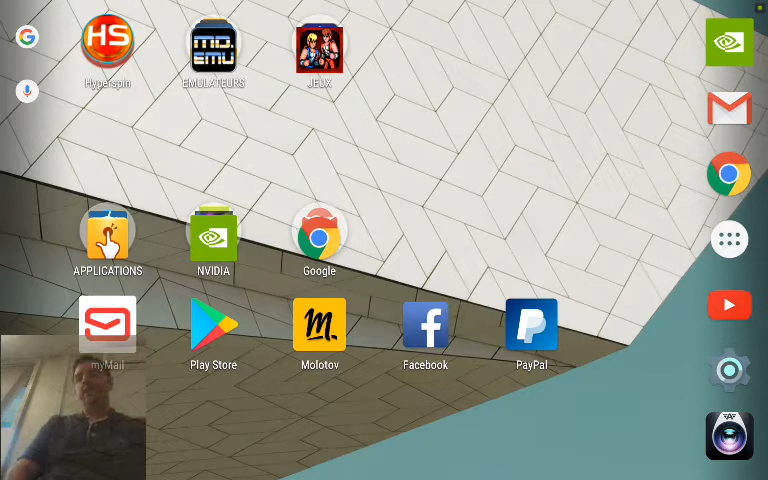 HS
MD.
EMU
Hyperspin
EMULATEURS
JEUX
APPLICATIONS
NVIDIA
Google
myMail
Play Store
m.
Molotov
Facebook
PayPal